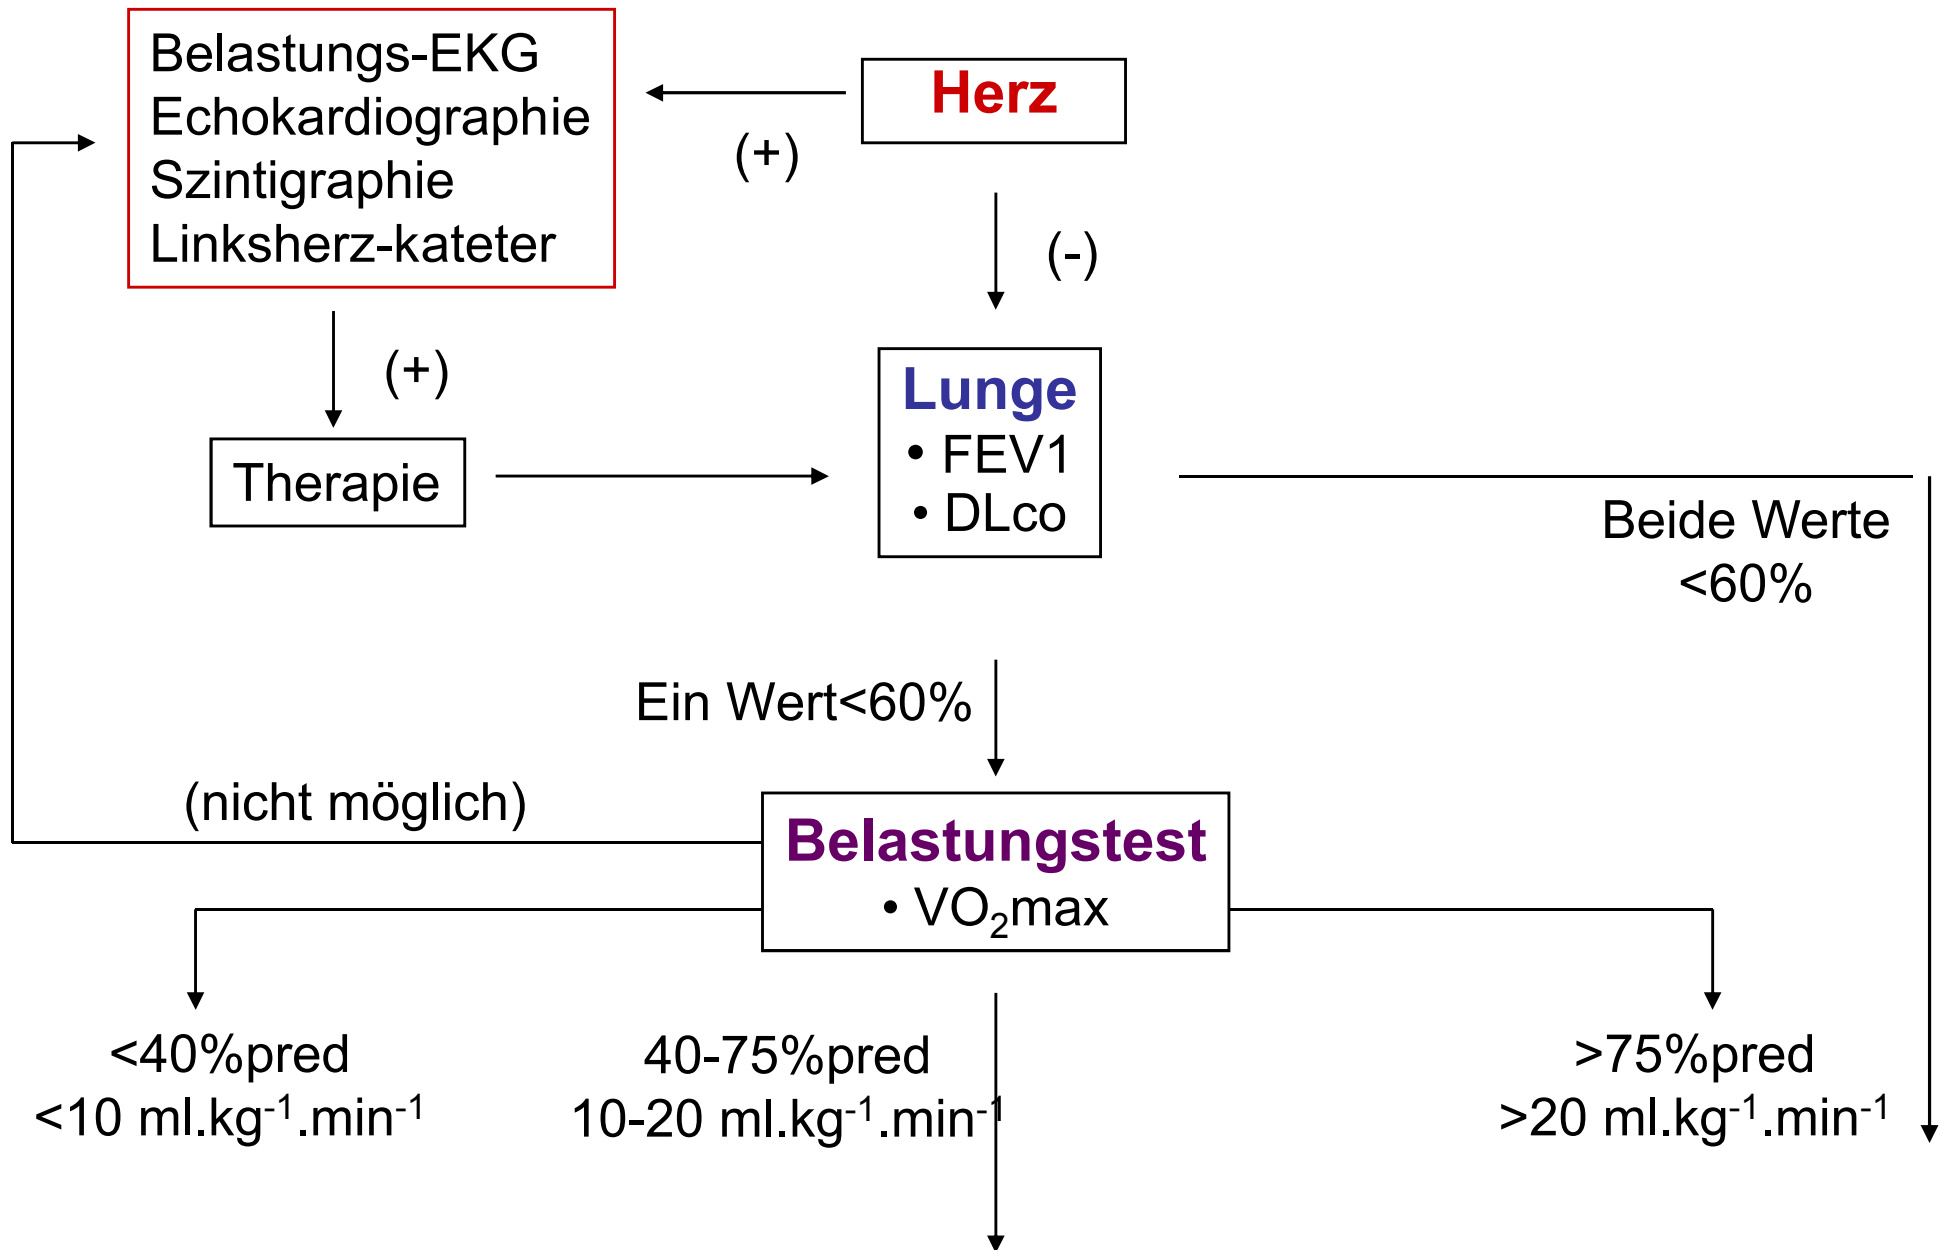 Belastungs-EKG
Echokardiographie
Szintigraphie
Linksherz-kateter
Herz
(+)
(-)
(+)
Therapie
Lunge
• FEV1
• DLco
Beide Werte
<60%
Ein Wert<60%
(nicht möglich)
Belastungstest
• VO₂max
<40%pred
<10 ml.kg⁻¹.min⁻¹
40-75%pred
10-20 ml.kg⁻¹.min⁻¹
>75%pred
>20 ml.kg⁻¹.min⁻¹